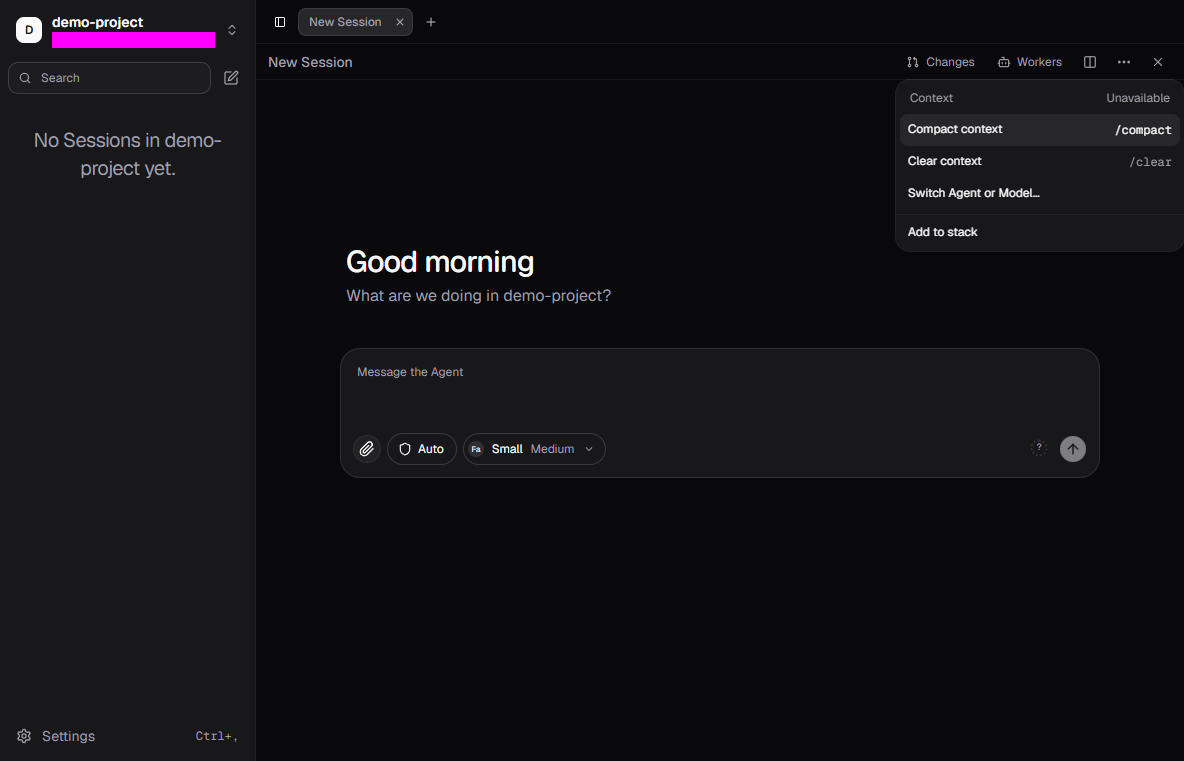 D
demo-project
Search
No Sessions in demo-
project yet.
Settings Ctrl+,
New Session
New Session
Changes Workers
Context Unavailable
Compact context /compact
Clear context /clear
Switch Agent or Model...
Add to stack
Good morning
What are we doing in demo-project?
Message the Agent
Auto Fa Small Medium ?